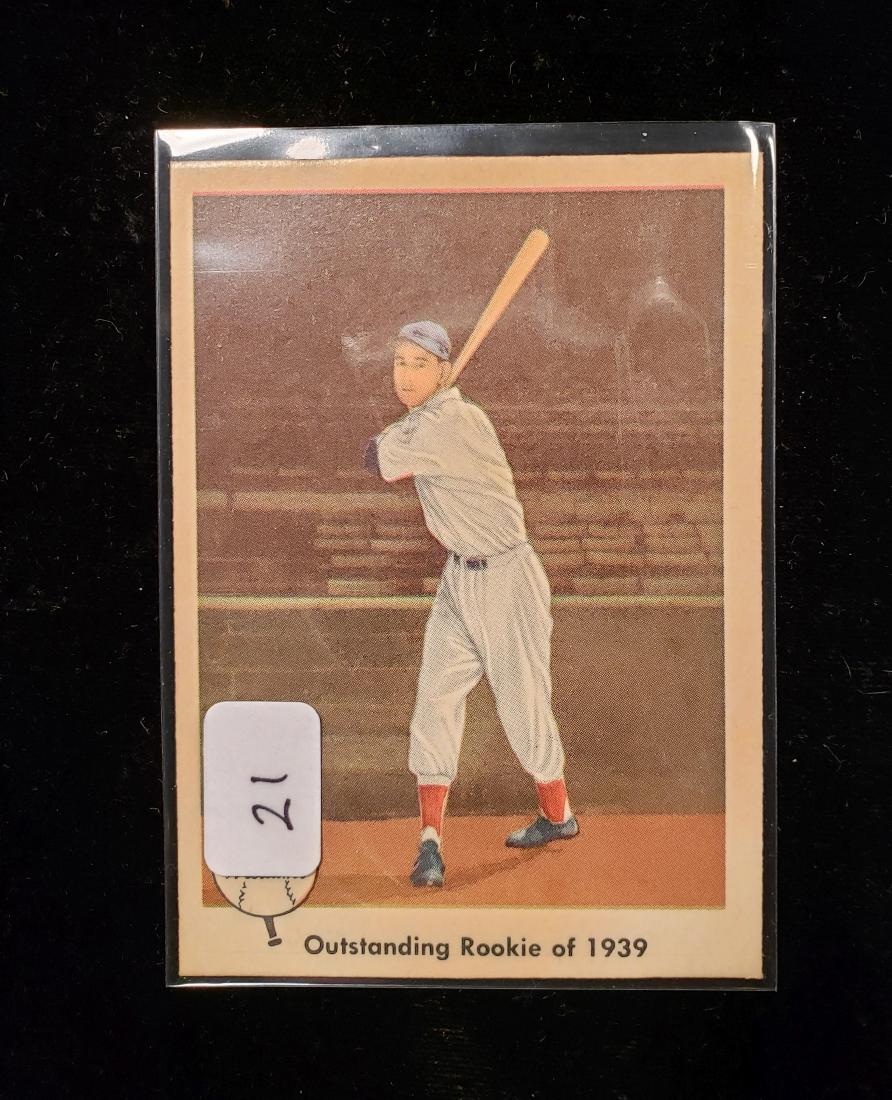 21
Outstanding Rookie of 1939